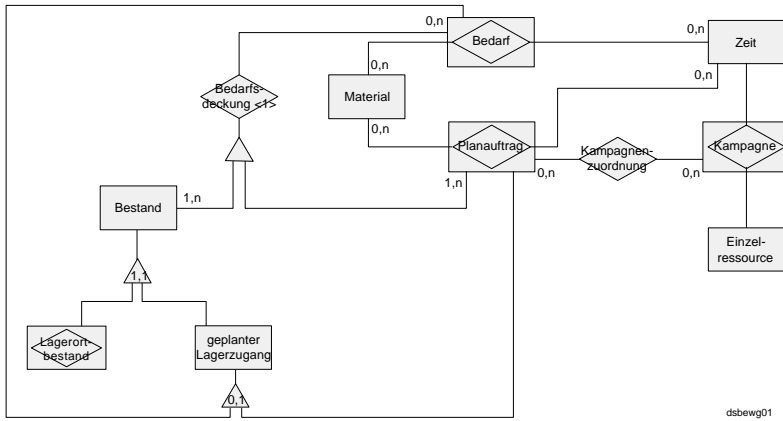 0,n
Bedarf
0,n
Zeit
0,n
Bedarfs-
deckung <1>
Material
0,n
0,n
Planauftrag
Kampagnen-
zuordnung
Kampagne
1,n
0,n
0,n
Bestand
1,n
Einzel-
ressource
1,1
Lagerort-
bestand
geplanter
Lagerzugang
0,1
dsbewg01